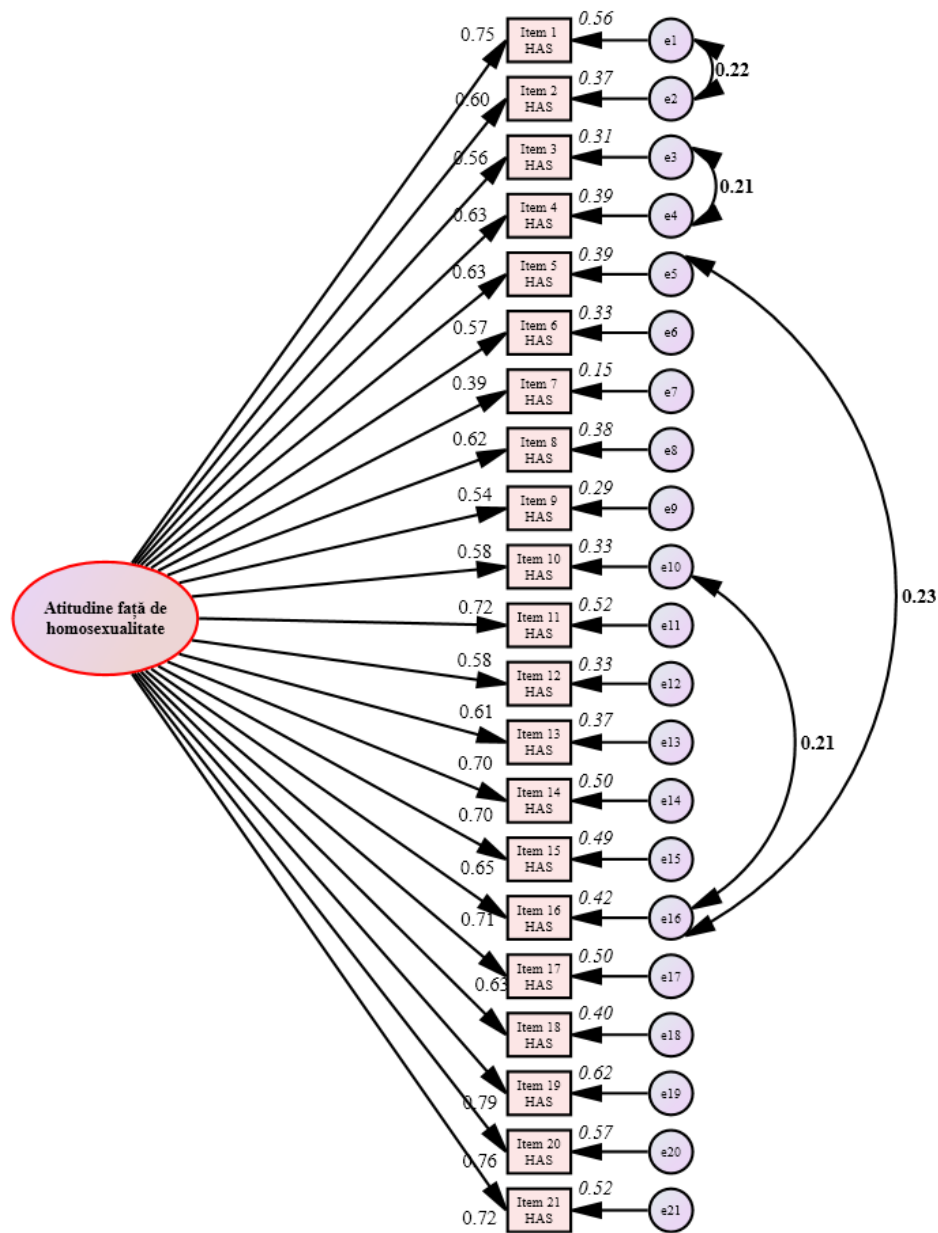 0.75
Item 1
HAS
0.56
e1
0.22
0.60
Item 2
HAS
0.37
e2
0.56
Item 3
HAS
0.31
e3
0.21
0.63
Item 4
HAS
0.39
e4
0.63
Item 5
HAS
0.39
e5
0.57
Item 6
HAS
0.33
e6
0.39
Item 7
HAS
0.15
e7
0.62
Item 8
HAS
0.38
e8
0.54
Item 9
HAS
0.29
e9
0.58
Item 10
HAS
0.33
e10
0.23
Atitudine față de
homosexualitate
0.72
Item 11
HAS
0.52
e11
0.58
Item 12
HAS
0.33
e12
0.61
Item 13
HAS
0.37
e13
0.21
0.70
Item 14
HAS
0.50
e14
0.70
Item 15
HAS
0.49
e15
0.65
Item 16
HAS
0.42
e16
0.71
Item 17
HAS
0.50
e17
0.63
Item 18
HAS
0.40
e18
0.79
Item 19
HAS
0.62
e19
0.76
Item 20
HAS
0.57
e20
0.72
Item 21
HAS
0.52
e21